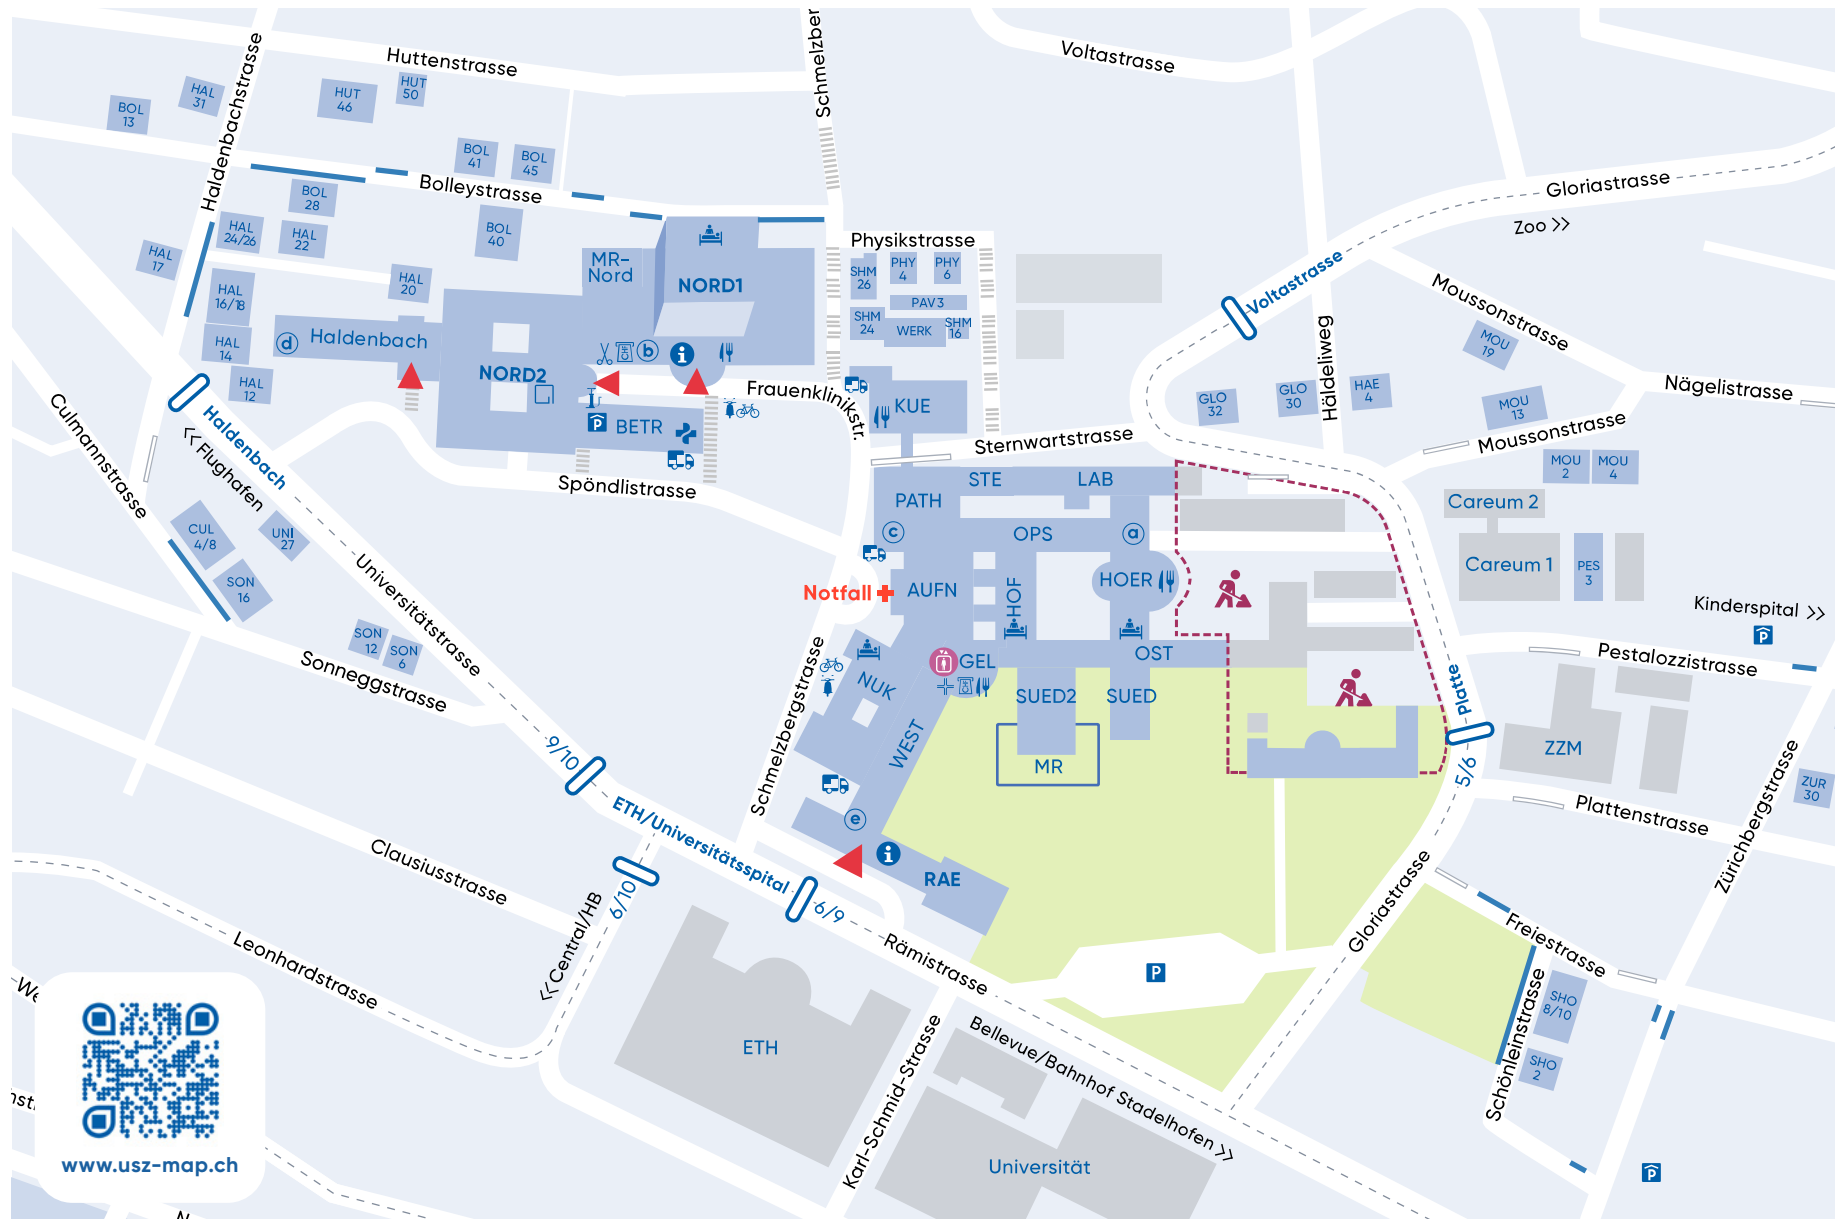 Huttenstrasse
Schmelzber
Voltastrasse
Haldenbachstrasse
HAL
31
BOL
13
HUT
46
HUT
50
BOL
41
BOL
45
Bolleystrasse
BOL
28
HAL
24/26
HAL
22
BOL
40
HAL
17
HAL
20
HAL
16/18
HAL
14
HAL
12
d
Haldenbach
MR-
Nord
NORD1
NORD2
b
i
BETR
P
Frauenklinikstr.
Spöndlistrasse
Physikstrasse
SHM
26
PHY
4
PHY
6
PAV3
SHM
24
WERK
SHM
16
KUE
Sternwartstrasse
Gloriastrasse
Zoo >>
Voltastrasse
Häldeliweg
Moussonstrasse
MOU
19
Nägelistrasse
GLO
32
GLO
30
HAE
4
MOU
13
Moussonstrasse
MOU
2
MOU
4
Careum 2
Careum 1
PES
3
Kinderspital >>
P
Pestalozzistrasse
Culmannstrasse
Haldenbach
<< Flughafen
CUL
4/8
UNI
27
SON
16
SON
12
SON
6
Universitätstrasse
Sonneggstrasse
STE
LAB
PATH
c
OPS
a
HOER
HOF
AUFN
Notfall
GEL
OST
NUK
SUED2
SUED
WEST
MR
e
i
RAE
Schmelzbergstrasse
Platte
5/6
ZZM
ZUR
30
Plattenstrasse
Zürichbergstrasse
9/10
ETH/Universitätsspital
6/9
6/10
<< Central/HB
Clausiusstrasse
Leonhardstrasse
Rämistrasse
P
Gloriastrasse
Freiestrasse
Schönleinstrasse
SHO
8/10
SHO
2
P
ETH
Karl-Schmid-Strasse
Bellevue/Bahnhof Stadelhofen >>
Universität
www.usz-map.ch